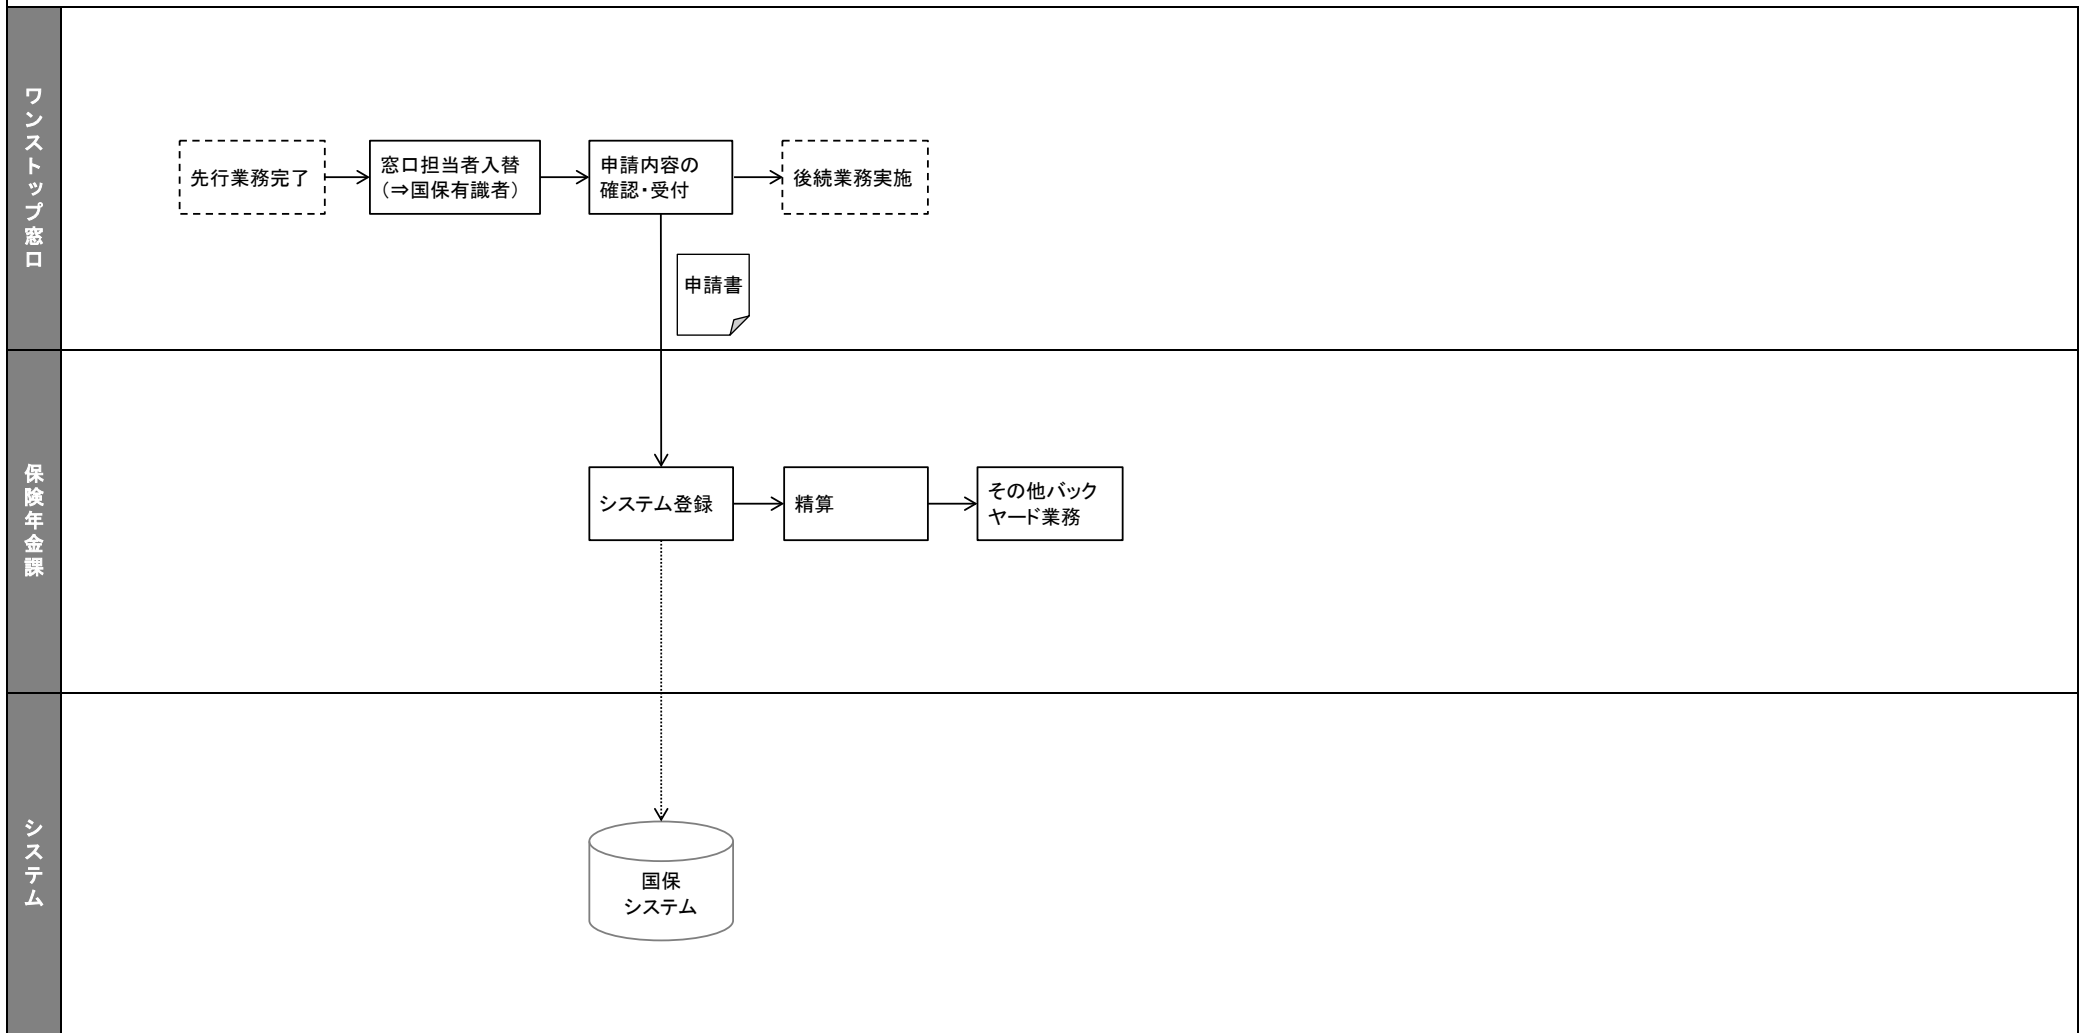 ワンストップ窓口
先行業務完了
窓口担当者入替
（⇒国保有識者）
申請内容の
確認・受付
後続業務実施
申請書
保険年金課
システム登録
精算
その他バック
ヤード業務
システム
国保
システム